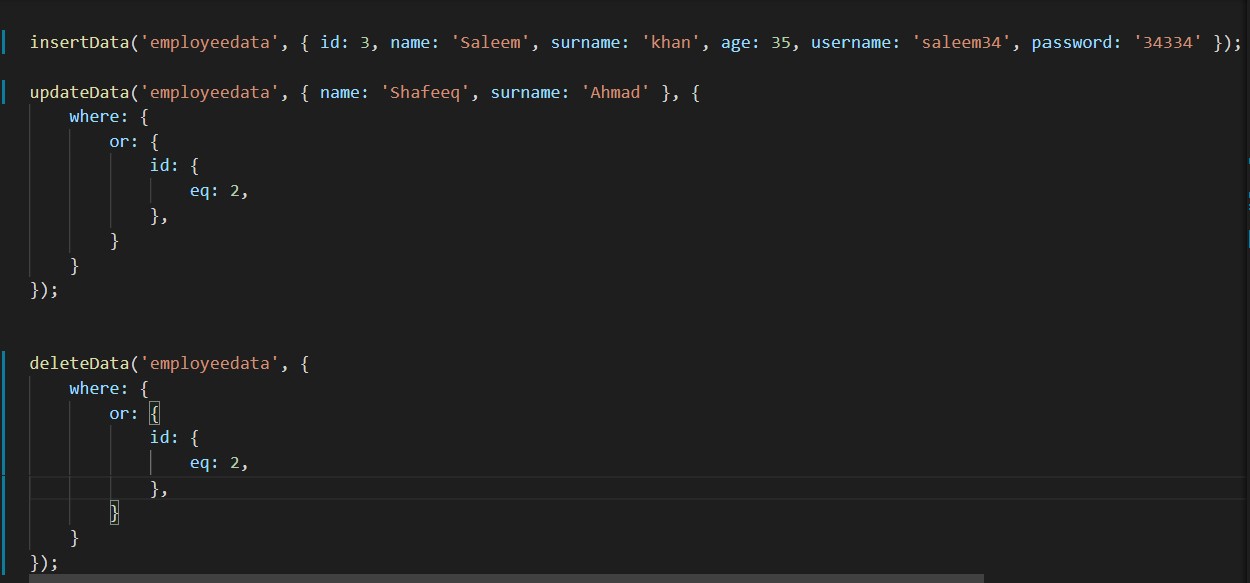 insertData('employeedata', { id: 3, name: 'Saleem', surname: 'khan', age: 35, username: 'saleem34', password: '34334' });
updateData('employeedata', { name: 'Shafeeq', surname: 'Ahmad' }, {
where: {
or: {
id: {
eq: 2,
},
}
}
});
deleteData('employeedata', {
where: {
or: {
id: {
eq: 2,
},
}
}
});